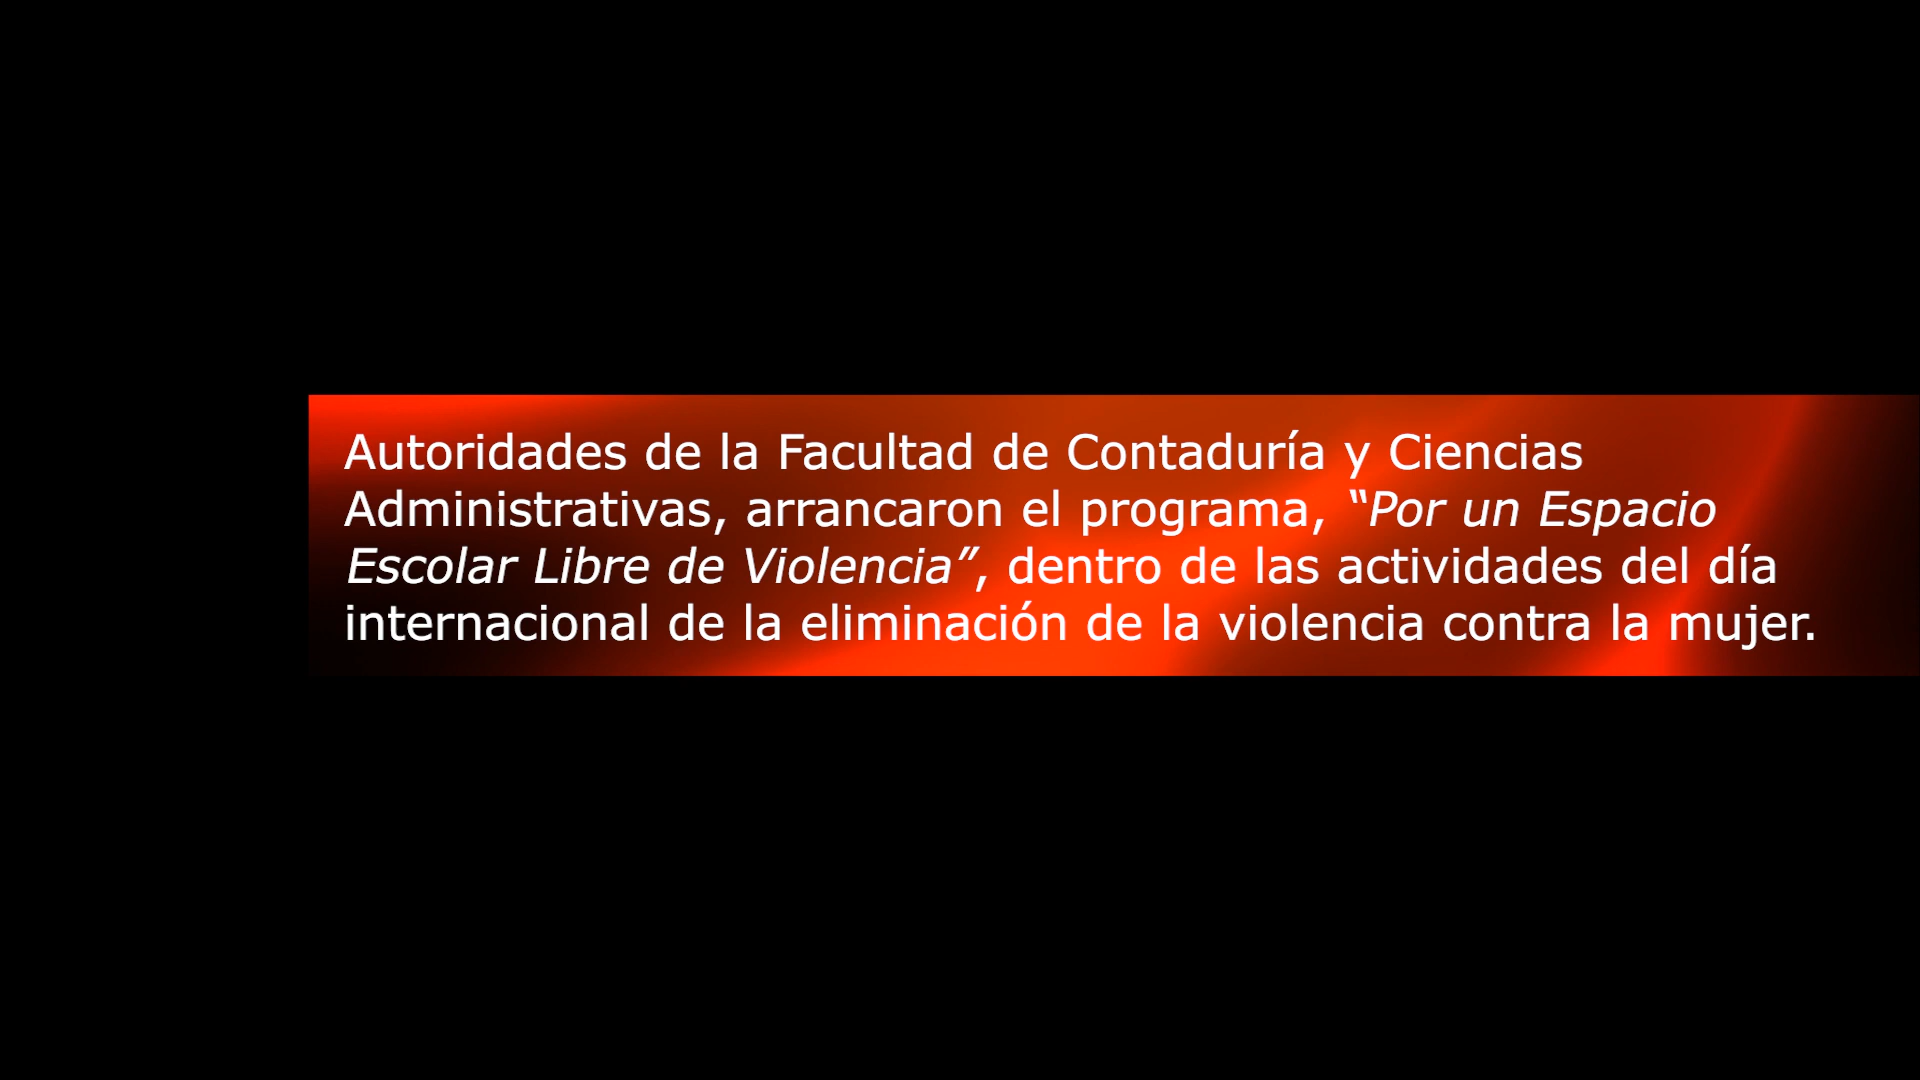 Autoridades de la Facultad de Contaduría y Ciencias
Administrativas, arrancaron el programa, “Por un Espacio
Escolar Libre de Violencia”, dentro de las actividades del día
internacional de la eliminación de la violencia contra la mujer.